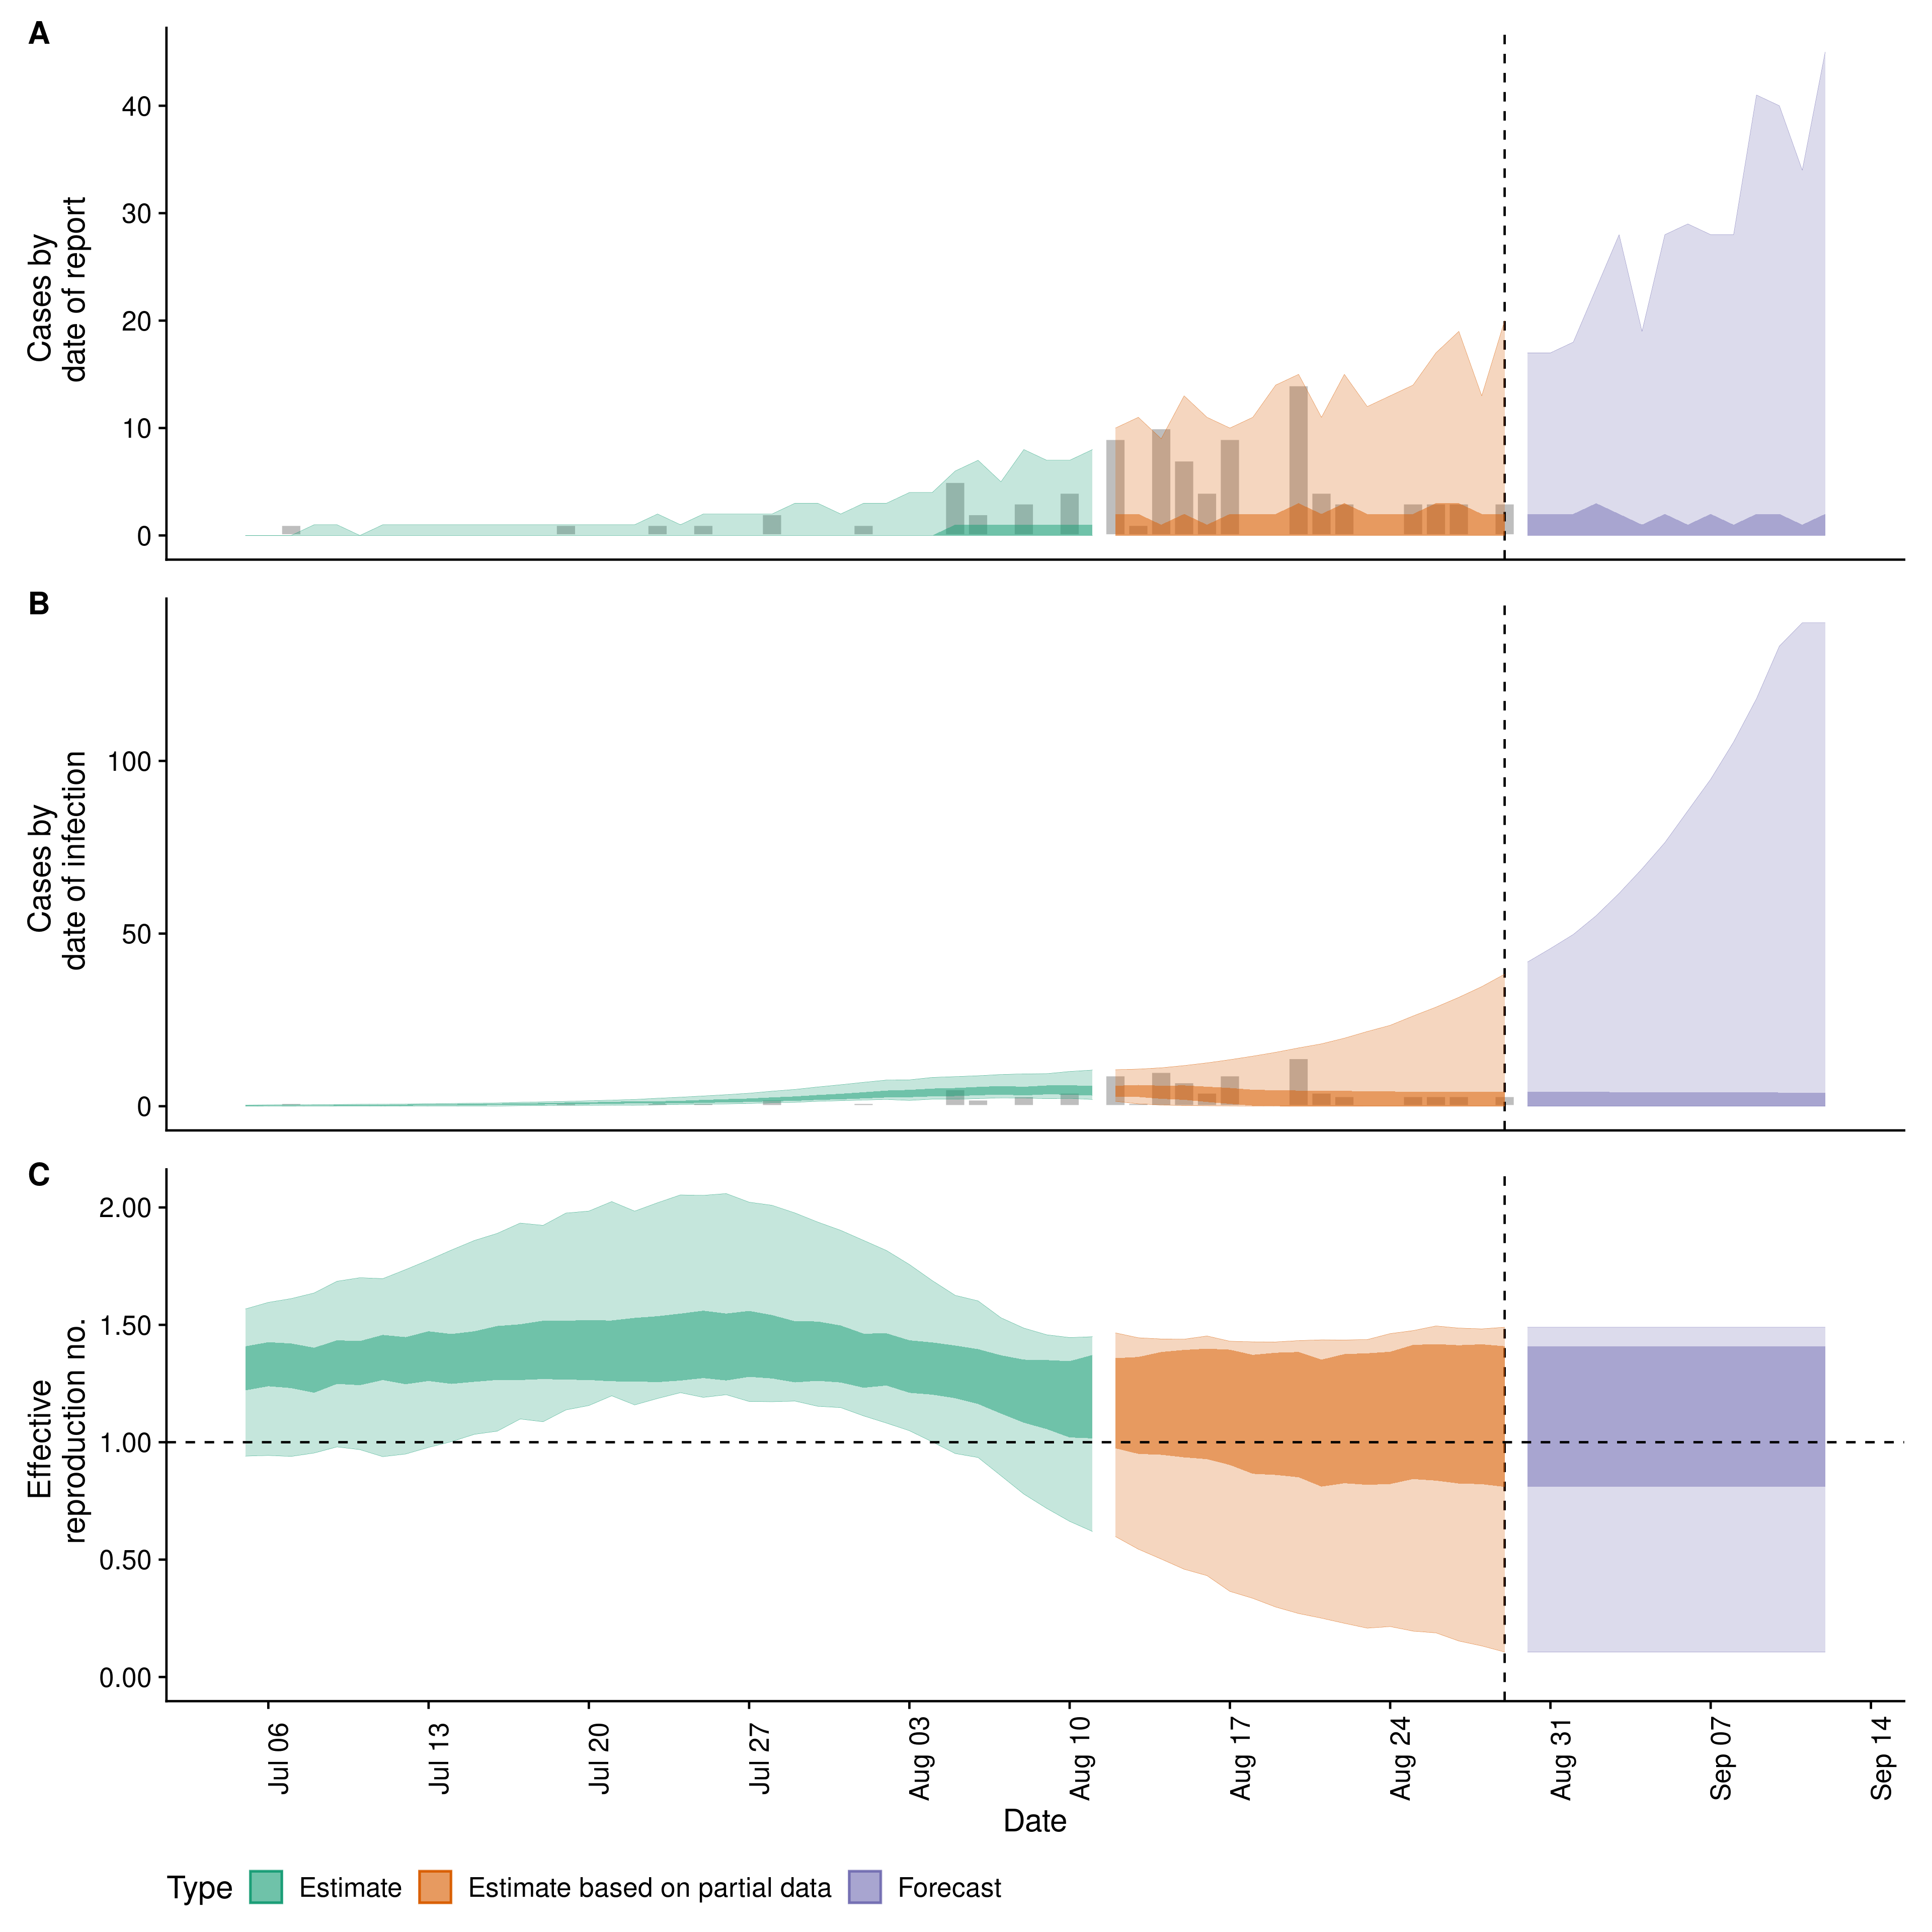 A
Cases by
date of report
40
30
20
10
0
B
Cases by
date of infection
100
50
0
C
Effective
reproduction no.
2.00
1.50
1.00
0.50
0.00
Jul 06
Jul 13
Jul 20
Jul 27
Aug 03
Aug 10
Aug 17
Aug 24
Aug 31
Sep 07
Sep 14
Date
Type Estimate Estimate based on partial data Forecast